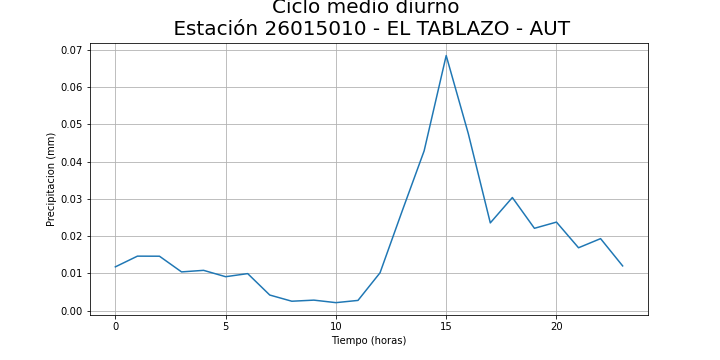 Ciclo medio diurno
Estación 26015010 - EL TABLAZO - AUT
0.07
0.06
0.05
0.04
0.03
0.02
0.01
0.00
Precipitacion (mm)
0 5 10 15 20
Tiempo (horas)